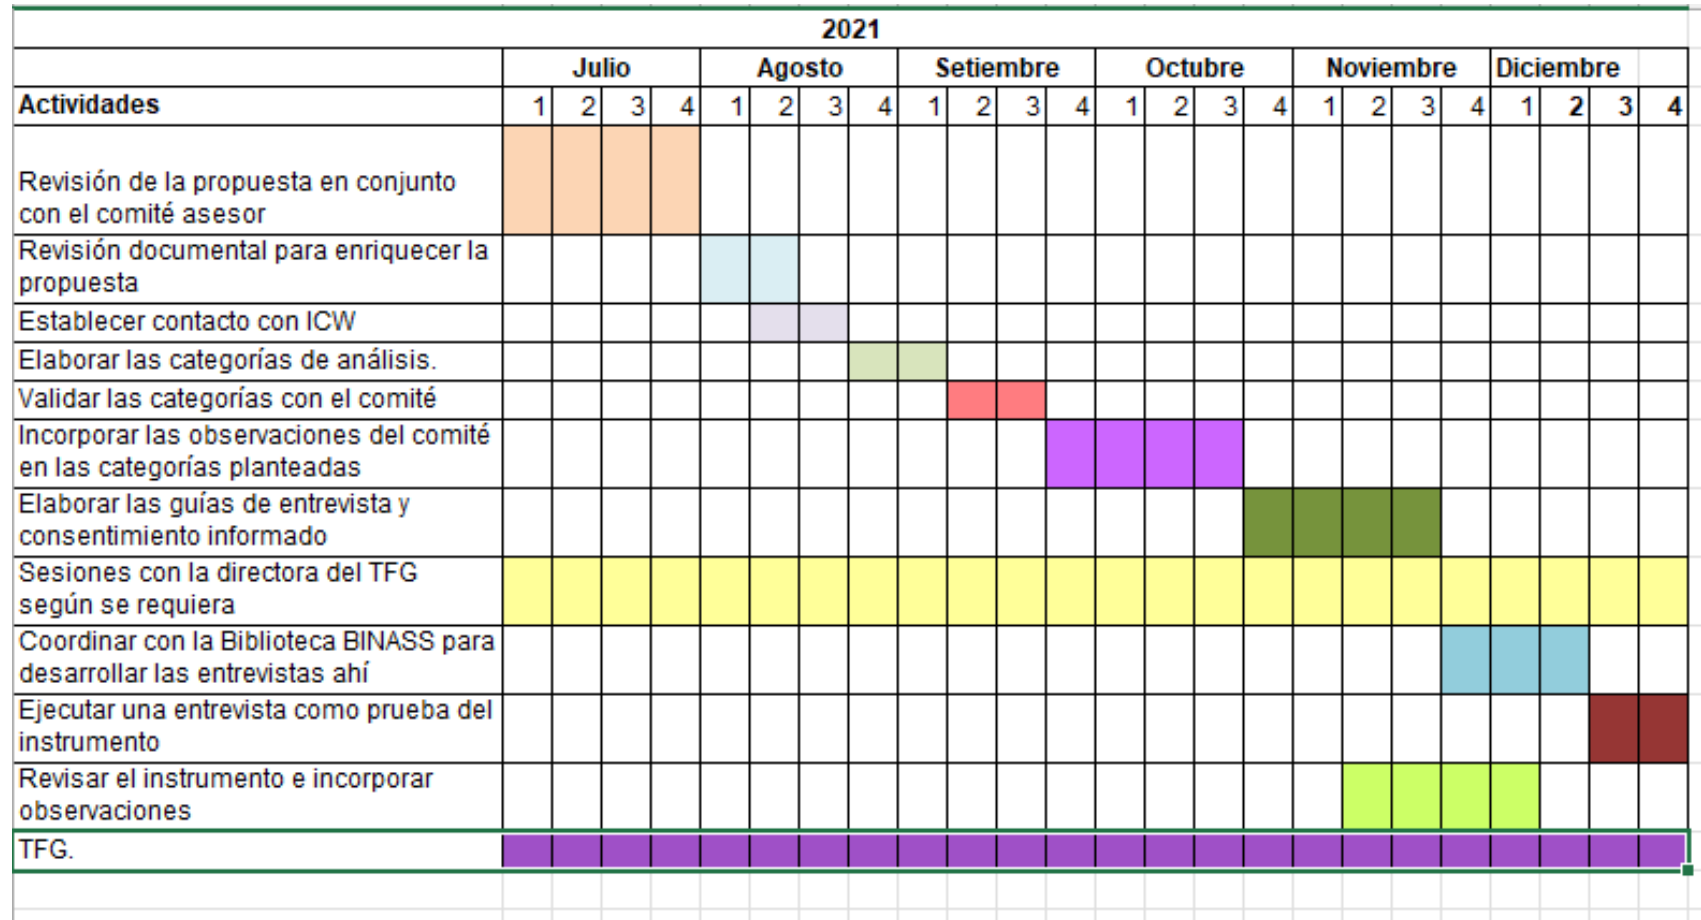 2021
Julio Agosto Setiembre Octubre Noviembre Diciembre
Actividades 1 2 3 4 1 2 3 4 1 2 3 4 1 2 3 4 1 2 3 4 1 2 3 4
Revisión de la propuesta en conjunto
con el comité asesor
Revisión documental para enriquecer la
propuesta
Establecer contacto con ICW
Elaborar las categorías de análisis.
Validar las categorías con el comité
Incorporar las observaciones del comité
en las categorías planteadas
Elaborar las guías de entrevista y
consentimiento informado
Sesiones con la directora del TFG
según se requiera
Coordinar con la Biblioteca BINASS para
desarrollar las entrevistas ahí
Ejecutar una entrevista como prueba del
instrumento
Revisar el instrumento e incorporar
observaciones
TFG.